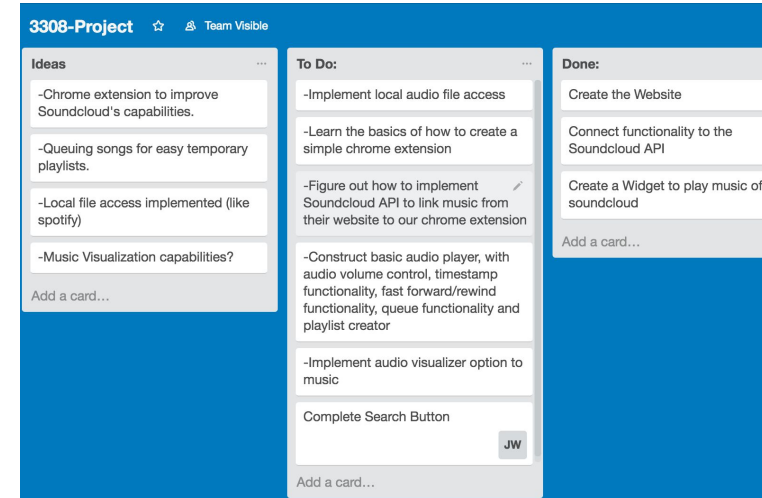 3308-Project Team Visible
Ideas
-Chrome extension to improve
Soundcloud's capabilities.
-Queuing songs for easy temporary
playlists.
-Local file access implemented (like
spotify)
-Music Visualization capabilities?
Add a card...
To Do:
-Implement local audio file access
-Learn the basics of how to create a
simple chrome extension
-Figure out how to implement
Soundcloud API to link music from
their website to our chrome extension
-Construct basic audio player, with
audio volume control, timestamp
functionality, fast forward/rewind
functionality, queue functionality and
playlist creator
-Implement audio visualizer option to
music
Complete Search Button
JW
Add a card...
Done:
Create the Website
Connect functionality to the
Soundcloud API
Create a Widget to play music of
soundcloud
Add a card...